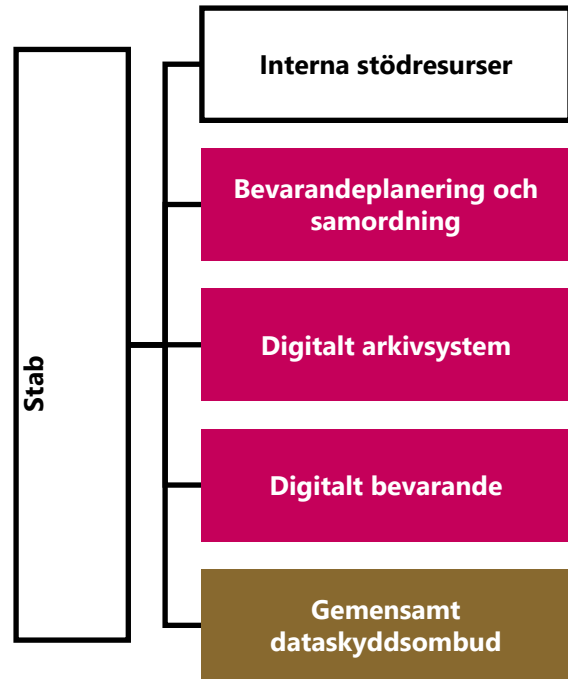 Stab
Interna stödresurser
Bevarandeplanering och
samordning
Digitalt arkivsystem
Digitalt bevarande
Gemensamt
dataskyddsombud